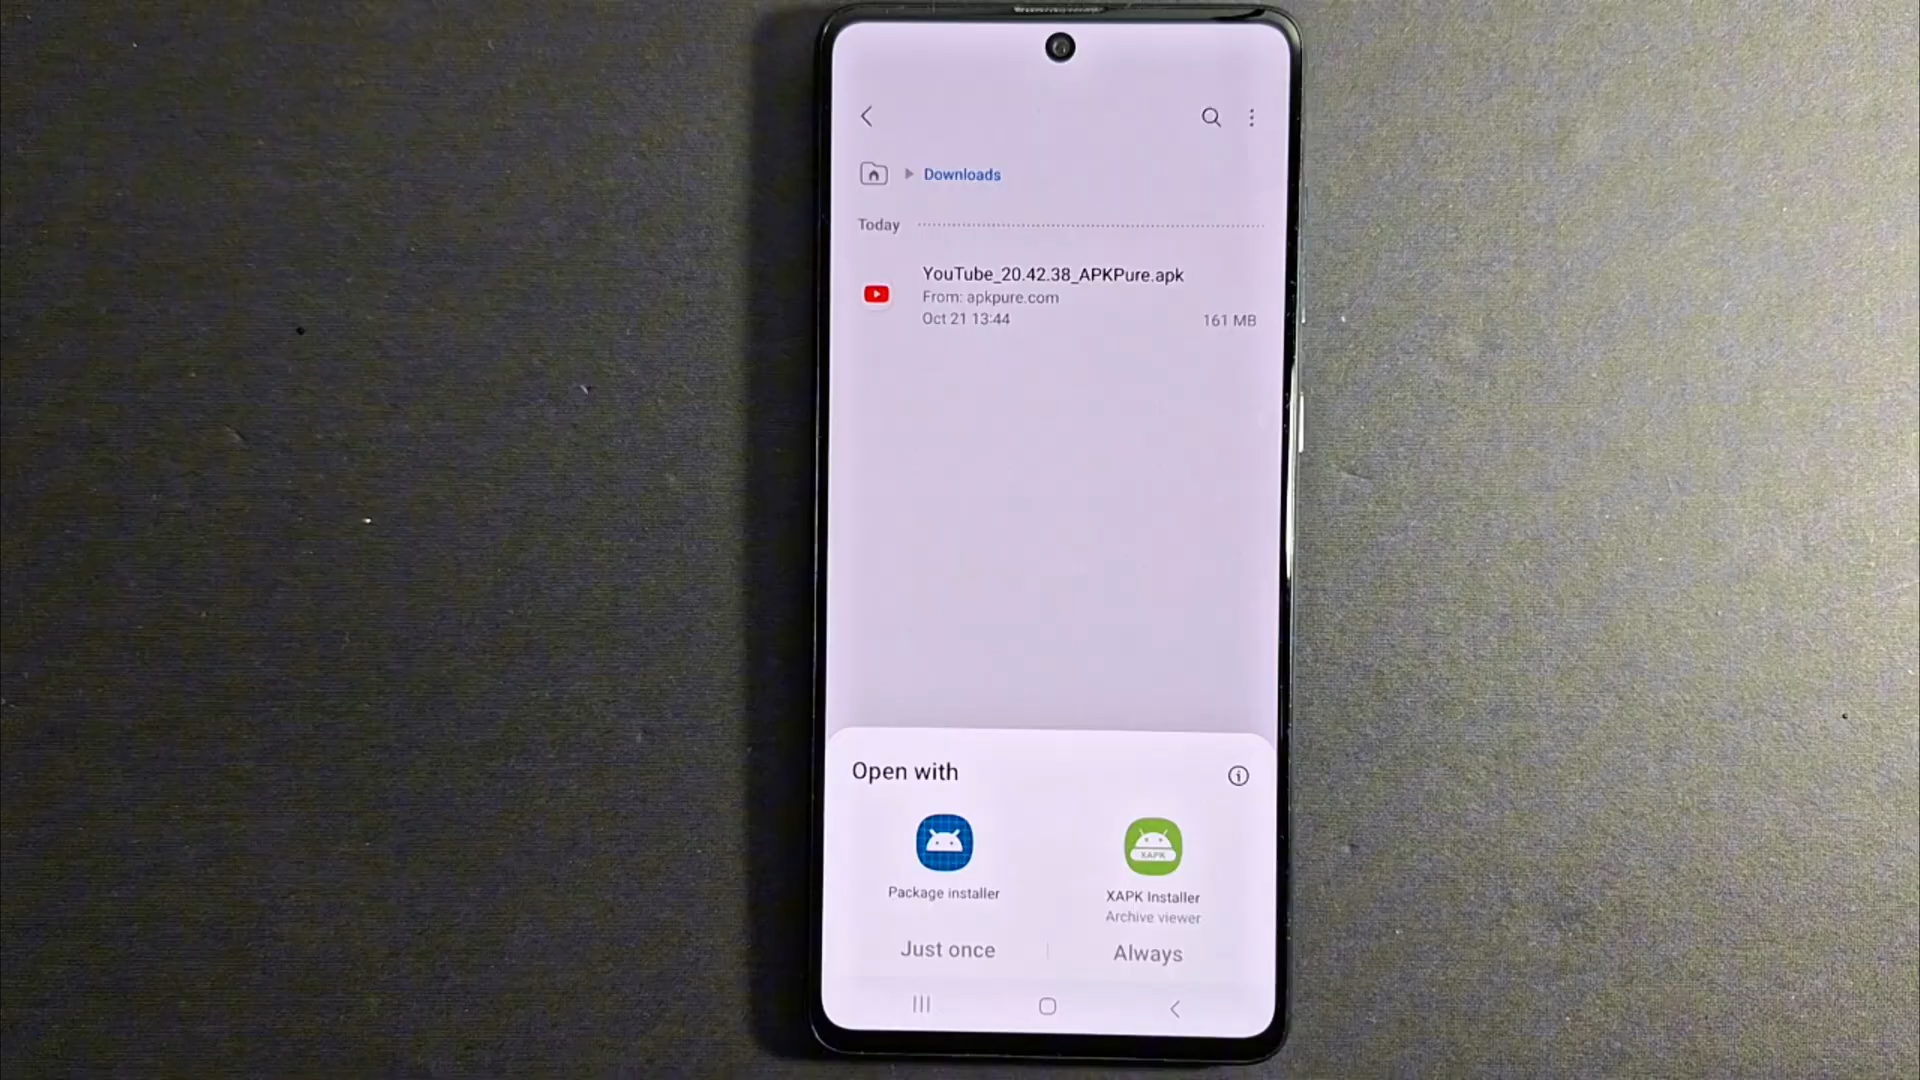 Downloads
Today
YouTube_20.42.38_APKPure.apk
From: apkpure.com
Oct 21 13:44
161 MB
Open with
Package installer
XAPK
XAPK Installer
Archive viewer
Just once
Always